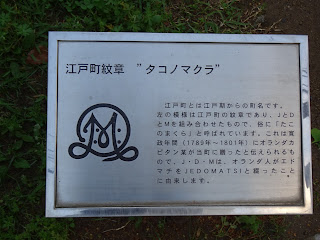 江戸町紋章 ”タコノマクラ”
江戸町とは江戸期からの町名です。
左の模様は江戸町の紋章であり、JとD
とMを組み合わせたもので、俗に「たこ
のまくら」と呼ばれています。これは寛
政年間(1789年~1801年)にオランダカ
ピタン某が当町に贈ったと伝えられるも
ので、J・D・Mは、オランダ人がエド
マチをJEDOMATSIと綴ったことに
由来します。